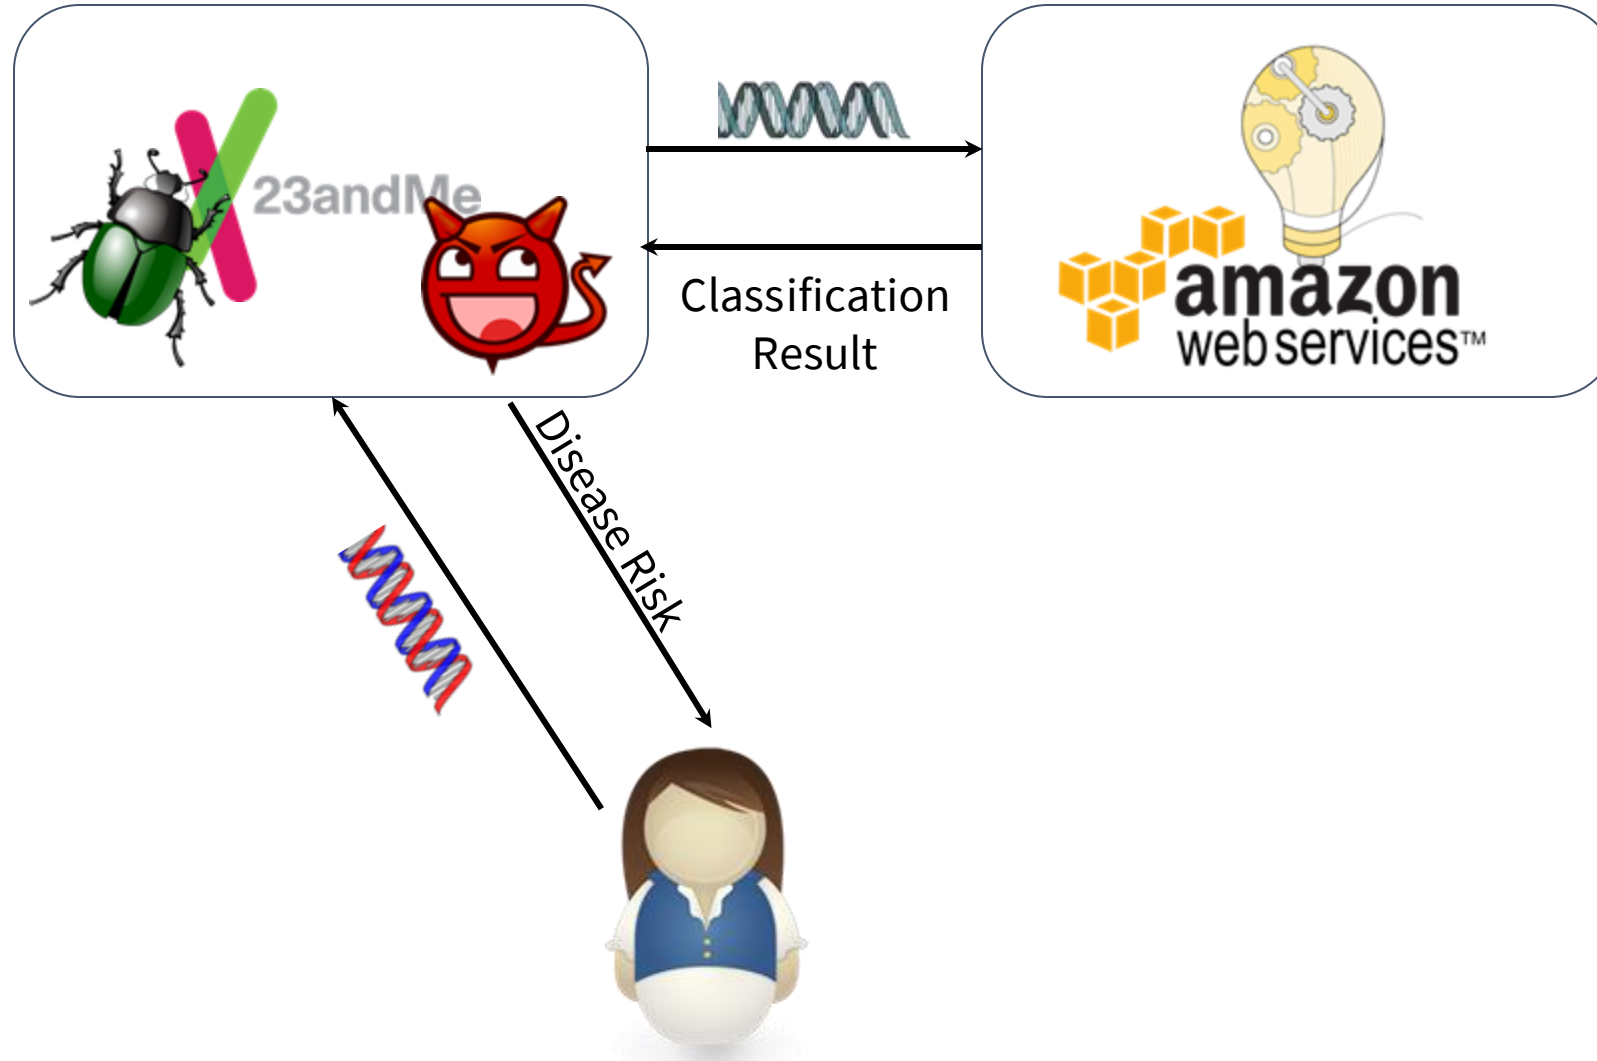 23andMe
Classification
Result
amazon
web services™
Disease Risk